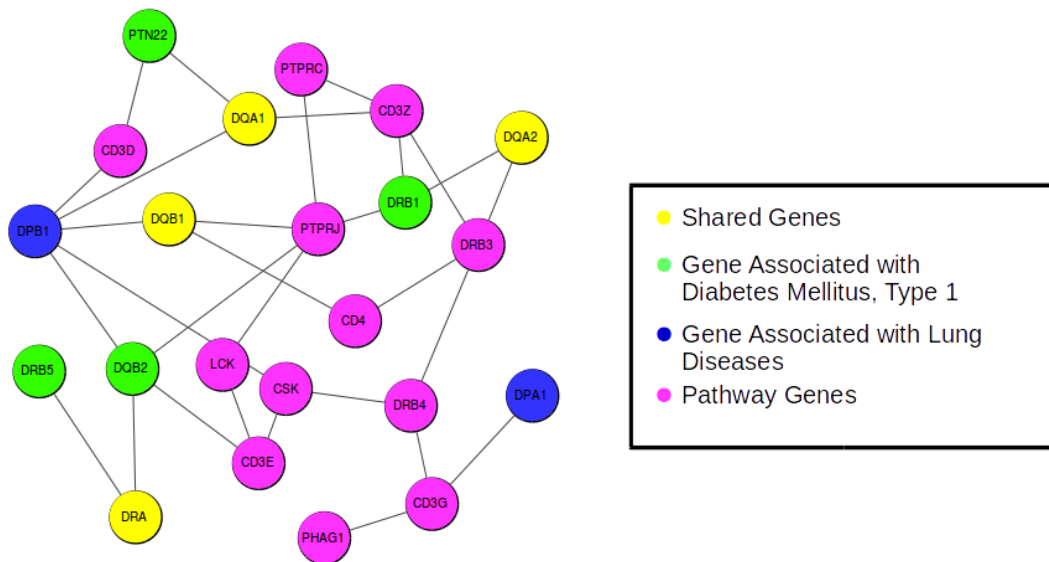 PTN22
PTPRC
CD3Z
DQA1
DQA2
CD3D
DRB1
DQB1
DPB1
PTPRJ
DRB3
CD4
LCK
DQB2
DRB5
CSK
DPA1
DRB4
CD3E
CD3G
DRA
PHAG1
Shared Genes
Gene Associated with
Diabetes Mellitus, Type 1
Gene Associated with Lung
Diseases
Pathway Genes